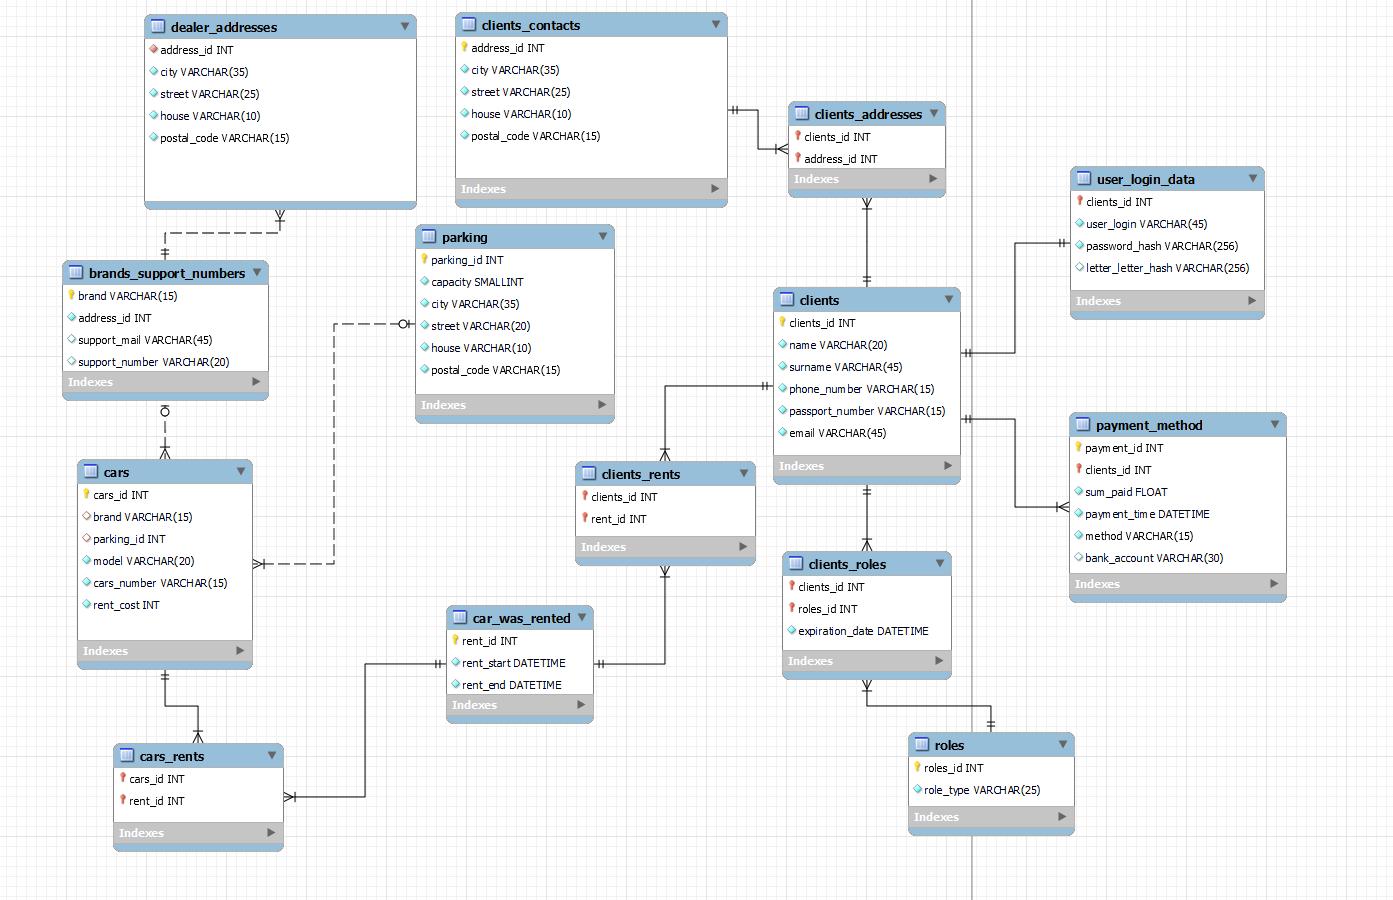 dealer_addresses
address_id INT
city VARCHAR(35)
street VARCHAR(25)
house VARCHAR(10)
postal_code VARCHAR(15)
clients_contacts
address_id INT
city VARCHAR(35)
street VARCHAR(25)
house VARCHAR(10)
postal_code VARCHAR(15)
Indexes
clients_addresses
clients_id INT
address_id INT
Indexes
user_login_data
clients_id INT
user_login VARCHAR(45)
password_hash VARCHAR(256)
letter_letter_hash VARCHAR(256)
Indexes
brands_support_numbers
brand VARCHAR(15)
address_id INT
support_mail VARCHAR(45)
support_number VARCHAR(20)
Indexes
parking
parking_id INT
capacity SMALLINT
city VARCHAR(35)
street VARCHAR(20)
house VARCHAR(10)
postal_code VARCHAR(15)
Indexes
clients
clients_id INT
name VARCHAR(20)
surname VARCHAR(45)
phone_number VARCHAR(15)
passport_number VARCHAR(15)
email VARCHAR(45)
Indexes
payment_method
payment_id INT
clients_id INT
sum_paid FLOAT
payment_time DATETIME
method VARCHAR(15)
bank_account VARCHAR(30)
Indexes
cars
cars_id INT
brand VARCHAR(15)
parking_id INT
model VARCHAR(20)
cars_number VARCHAR(15)
rent_cost INT
Indexes
clients_rents
clients_id INT
rent_id INT
Indexes
clients_roles
clients_id INT
roles_id INT
expiration_date DATETIME
Indexes
car_was_rented
rent_id INT
rent_start DATETIME
rent_end DATETIME
Indexes
cars_rents
cars_id INT
rent_id INT
Indexes
roles
roles_id INT
role_type VARCHAR(25)
Indexes